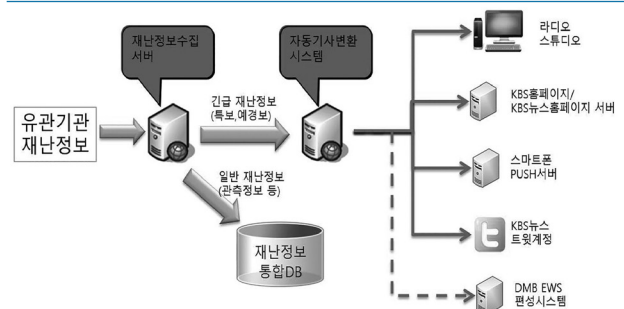 재난정보수집
서버
자동기사변환
시스템
라디오
스튜디오
유관기관
재난정보
긴급 재난정보
(특보,예경보)
KBS홈페이지/
KBS뉴스홈페이지 서버
일반 재난정보
(관측정보 등)
스마트폰
PUSH서버
재난정보
통합DB
KBS뉴스
트윗계정
DMB EWS
편성시스템